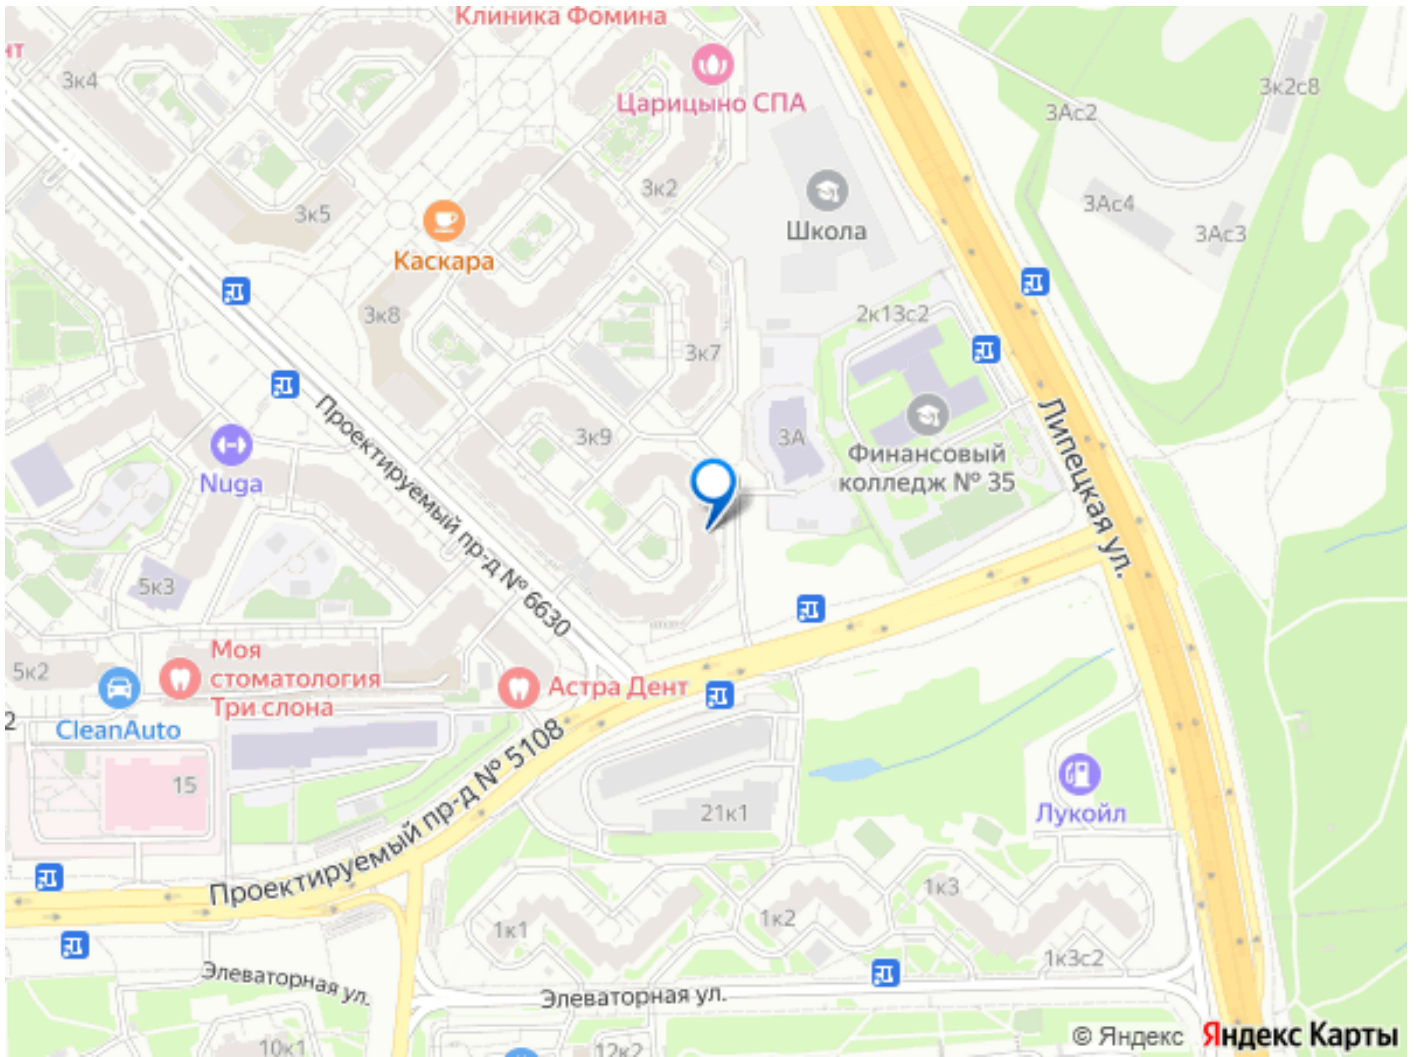 Клиника Фомина
нт
3к4
Царицыно СПА
3к2с8
3Ас2
3к2
Школа
3Ас4
3Ас3
3к5
Каскара
3к8
2к13с2
3к7
Проектируемый пр-д № 6630
Липецкая ул.
3к9
3А
Финансовый
колледж № 35
Nuga
5к3
5к2
Моя
стоматология
Три слона
Астра Дент
2
CleanAuto
15
Проектируемый пр-д № 5108
21к1
Лукойл
1к1
1к2
1к3
1к3с2
Элеваторная ул.
Элеваторная ул.
10к1
12к2
© Яндекс
Яндекс Карты